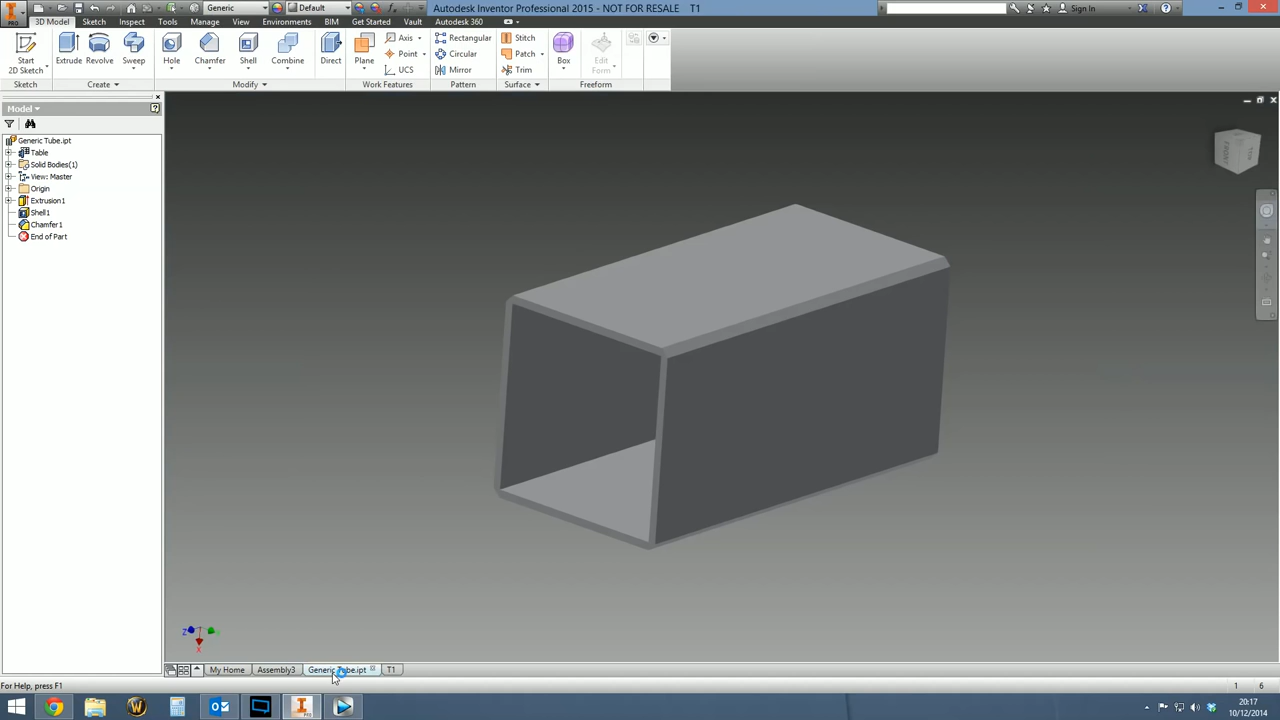 Generic
Default
Autodesk Inventor Professional 2015 - NOT FOR RESALE   T1
Sign In
PRO
3D Model
Sketch
Inspect
Tools
Manage
View
Environments
BIM
Get Started
Vault
Autodesk 360
Start
2D Sketch
Extrude
Revolve
Sweep
Hole
Chamfer
Shell
Combine
Direct
Plane
Axis
Point
UCS
Rectangular
Circular
Mirror
Stitch
Patch
Trim
Box
Edit
Form
Sketch
Create
Modify
Work Features
Pattern
Surface
Freeform
Model
Generic Tube.ipt
Table
Solid Bodies(1)
View: Master
Origin
Extrusion1
Shell1
Chamfer1
End of Part
FRONT
Z
X
My Home
Assembly3
Generic Tube.ipt
T1
For Help, press F1
1
6
20:17
10/12/2014